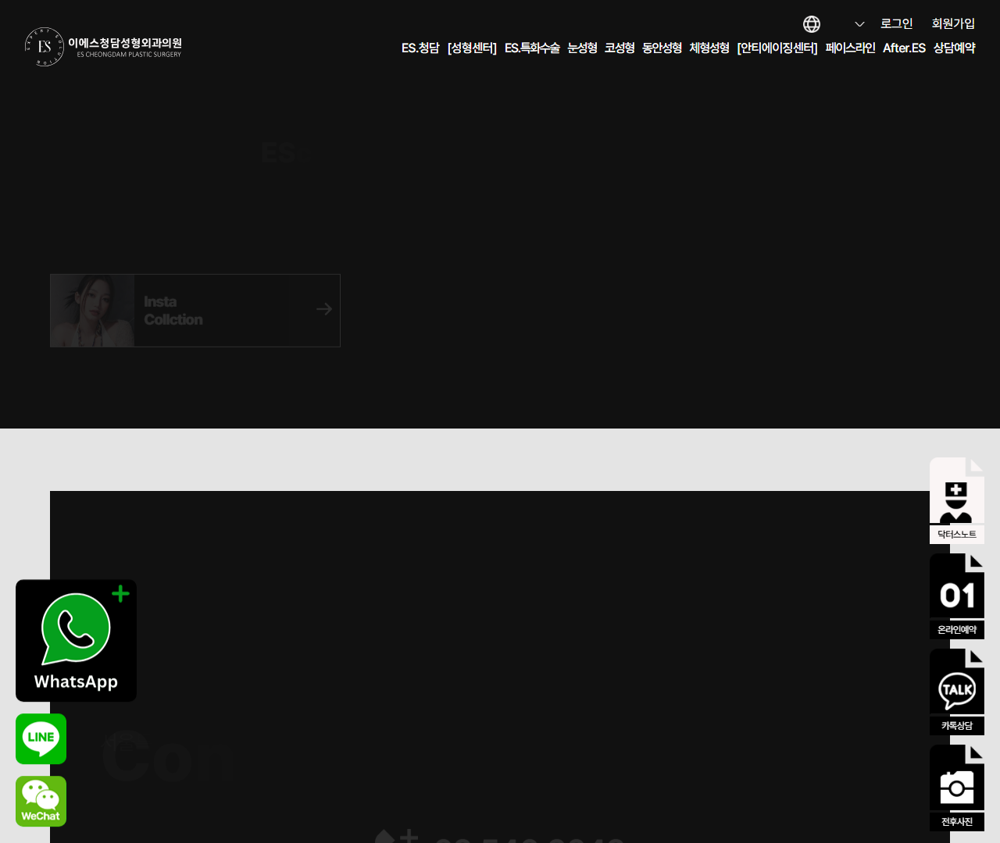 로그인 회원가입
EXPERT SOLUTION
ES
이에스청담성형외과의원
ES CHEONGDAM PLASTIC SURGERY
ES.청담 [성형센터] ES.특화수술 눈성형 코성형 동안성형 체형성형 [안티에이징센터] 페이스라인 After.ES 상담예약
ES
Insta
Collction
닥터스노트
01
온라인예약
TALK
카톡상담
전후사진
WhatsApp
LINE
WeChat
Con